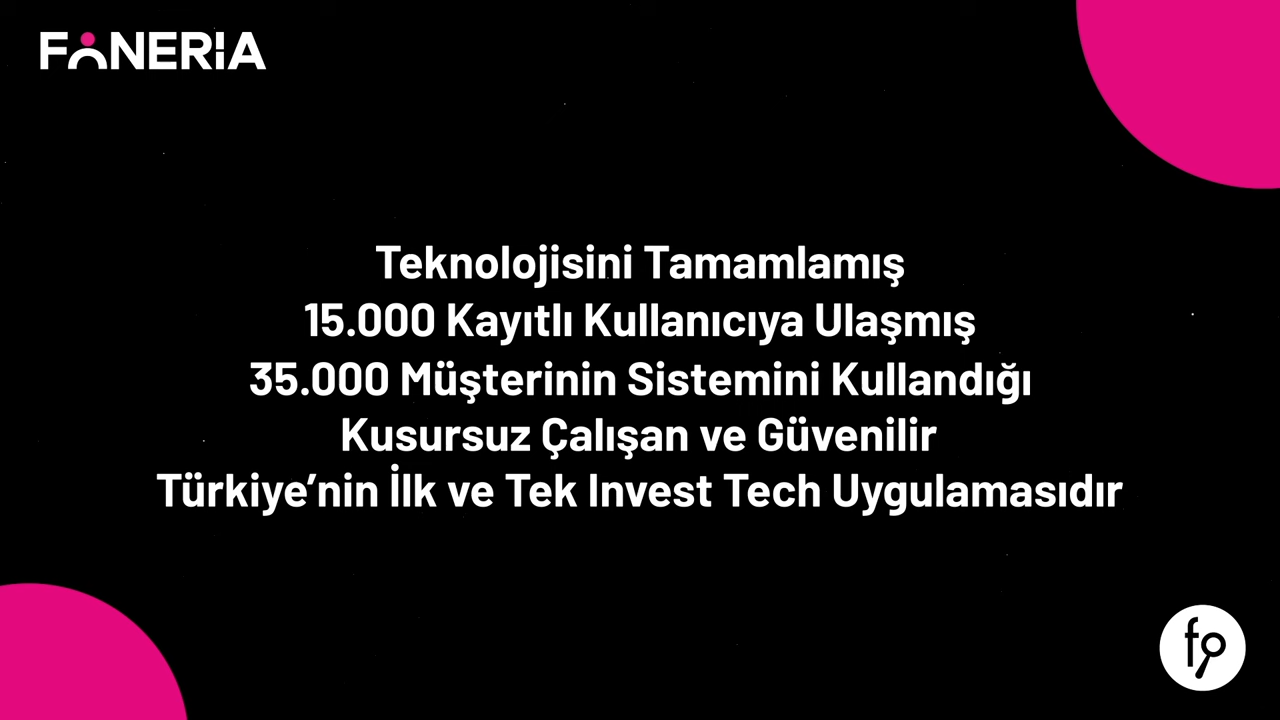 FONERIA
Teknolojisini Tamamlamış
15.000 Kayıtlı Kullanıcıya Ulaşmış
35.000 Müşterinin Sistemini Kullandığı
Kusursuz Çalışan ve Güvenilir
Türkiye’nin İlk ve Tek Invest Tech Uygulamasıdır
fo